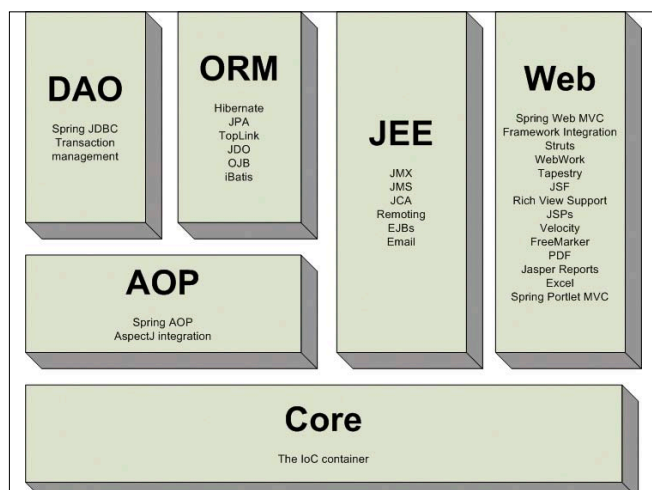 DAO
Spring JDBC
Transaction
management
ORM
Hibernate
JPA
TopLink
JDO
OJB
iBatis
JEE
JMX
JMS
JCA
Remoting
EJBs
Email
Web
Spring Web MVC
Framework Integration
Struts
WebWork
Tapestry
JSF
Rich View Support
JSPs
Velocity
FreeMarker
PDF
Jasper Reports
Excel
Spring Portlet MVC
AOP
Spring AOP
AspectJ integration
Core
The IoC container